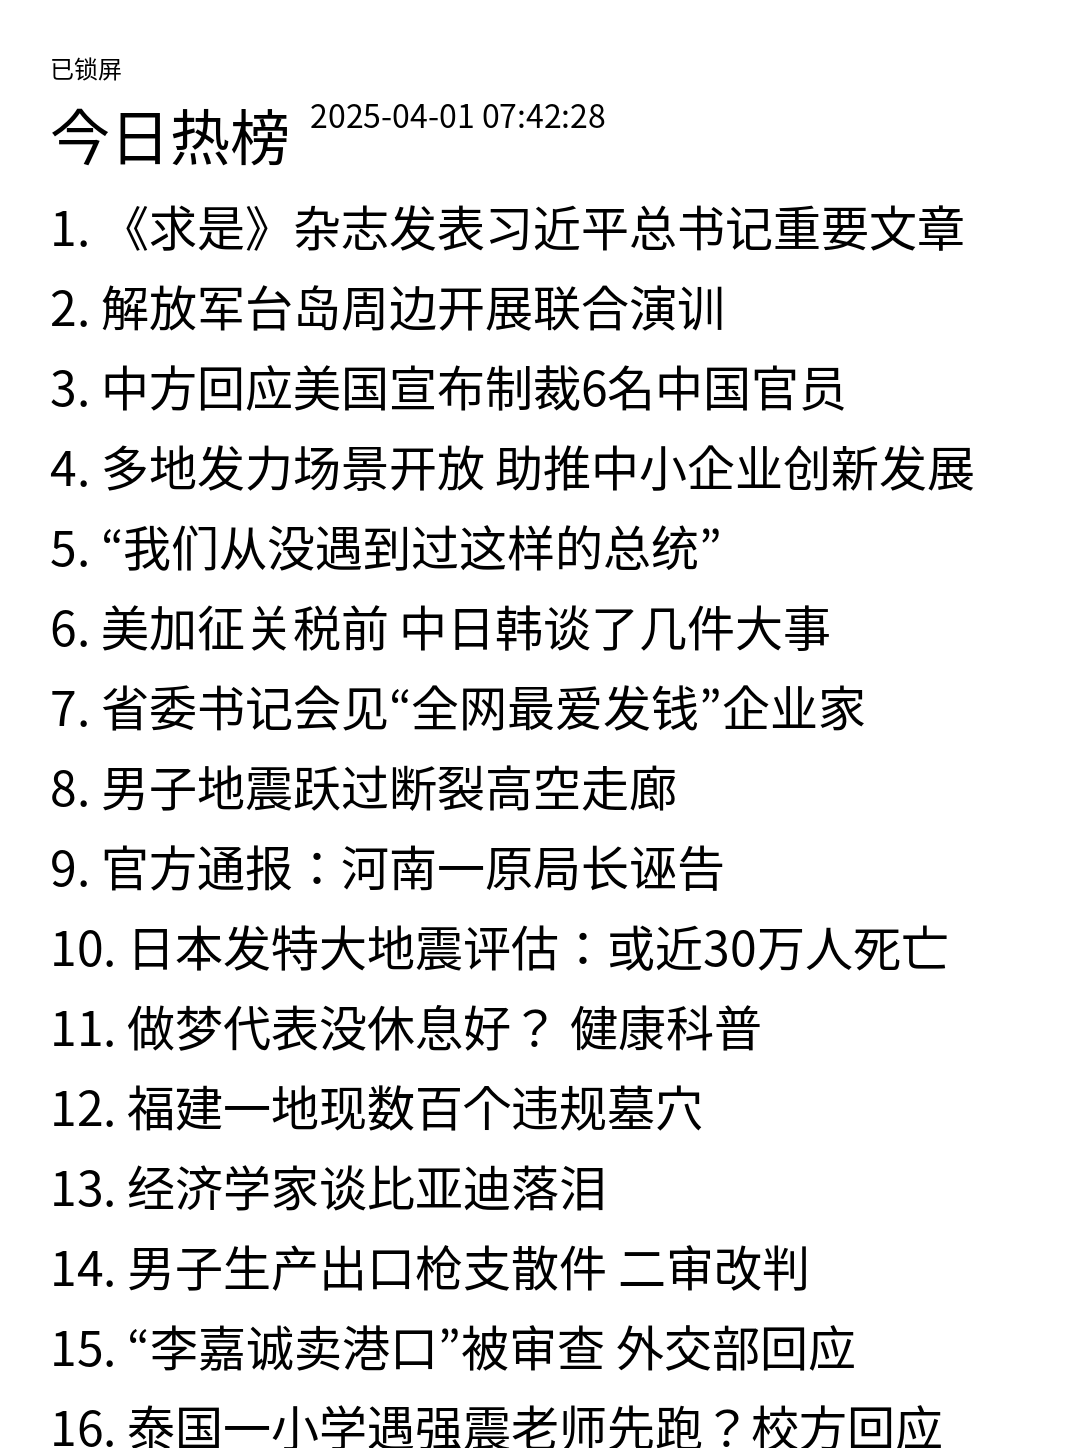 已锁屏
今日热榜 2025-04-01 07:42:28
1. 《求是》杂志发表习近平总书记重要文章
2. 解放军台岛周边开展联合演训
3. 中方回应美国宣布制裁6名中国官员
4. 多地发力场景开放 助推中小企业创新发展
5. “我们从没遇到过这样的总统”
6. 美加征关税前 中日韩谈了几件大事
7. 省委书记会见“全网最爱发钱”企业家
8. 男子地震跃过断裂高空走廊
9. 官方通报：河南一原局长诬告
10. 日本发特大地震评估：或近30万人死亡
11. 做梦代表没休息好？ 健康科普
12. 福建一地现数百个违规墓穴
13. 经济学家谈比亚迪落泪
14. 男子生产出口枪支散件 二审改判
15. “李嘉诚卖港口”被审查 外交部回应
16. 泰国一小学遇强震老师先跑？校方回应